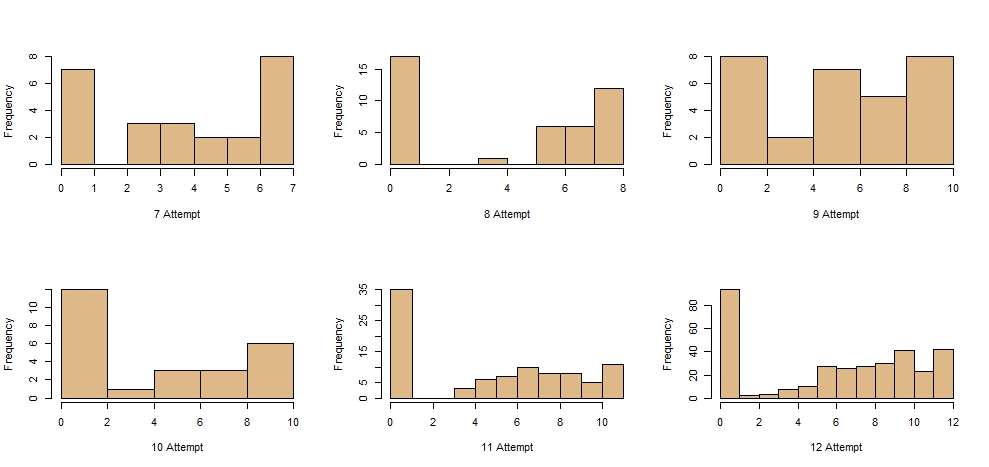 Frequency
8
6
4
2
0
0 1 2 3 4 5 6 7
7 Attempt
Frequency
15
10
5
0
0 2 4 6 8
8 Attempt
Frequency
8
6
4
2
0
0 2 4 6 8 10
9 Attempt
Frequency
10
8
6
4
2
0
0 2 4 6 8 10
10 Attempt
Frequency
35
25
15
5
0
0 2 4 6 8 10
11 Attempt
Frequency
80
60
40
20
0
0 2 4 6 8 10 12
12 Attempt